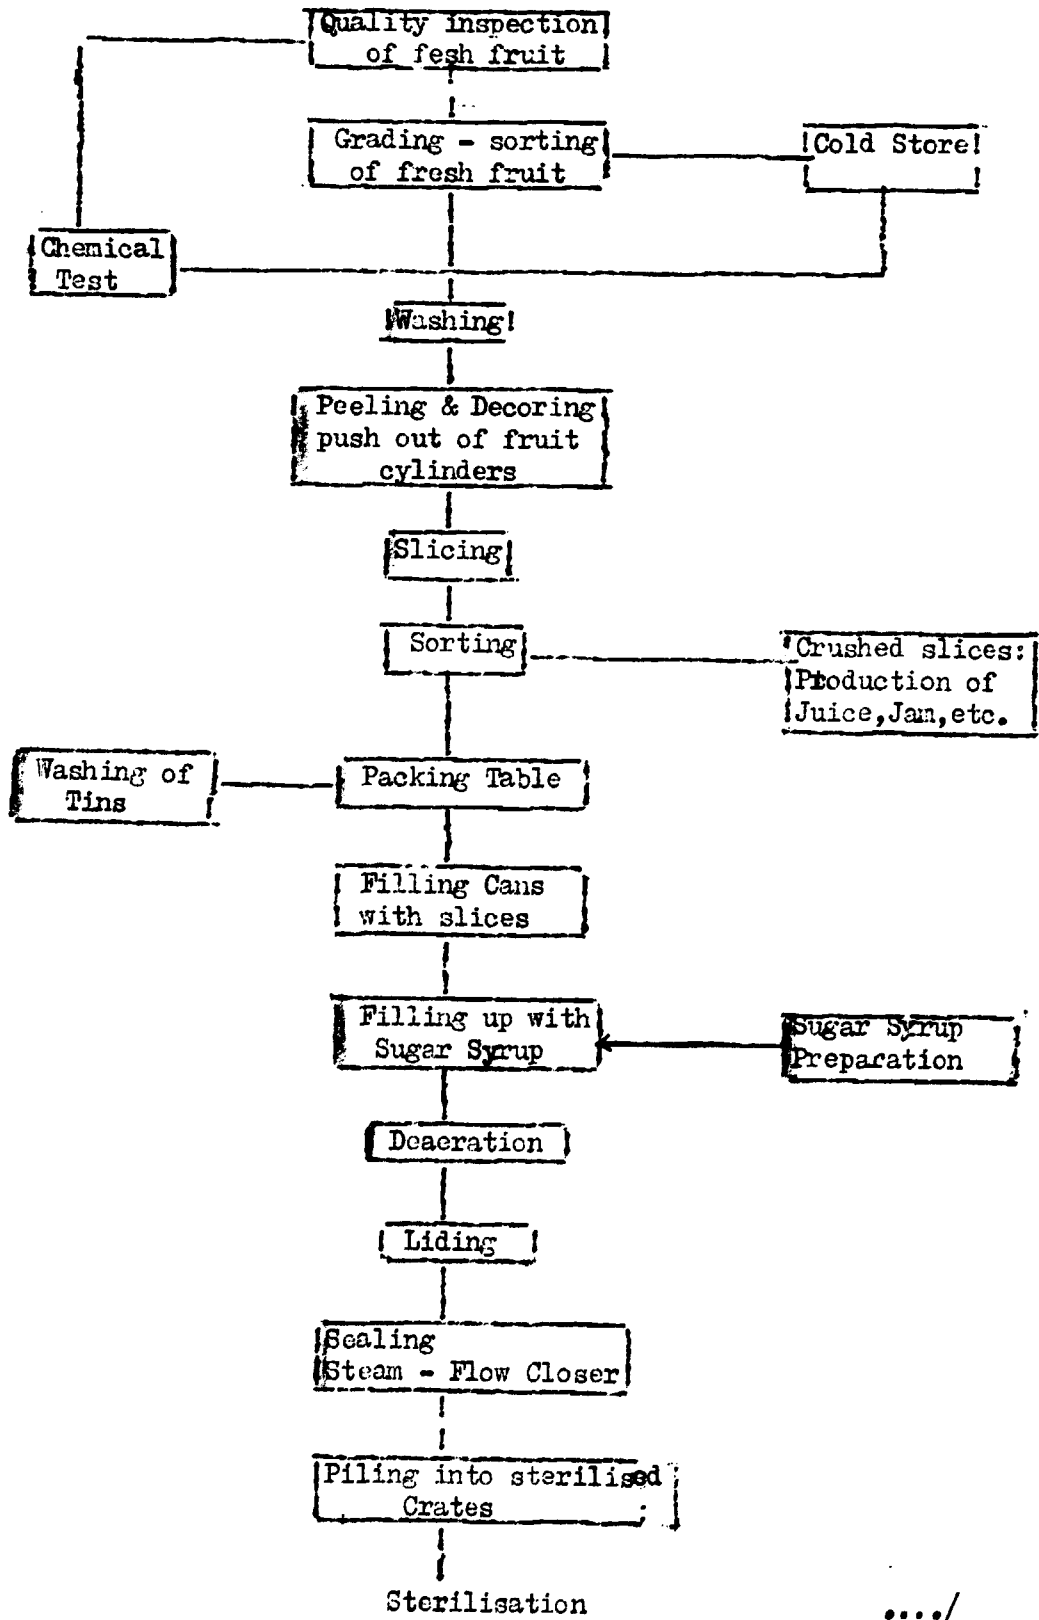 Quality inspection
of fesh fruit
Grading - sorting
of fresh fruit
Cold Store
Chemical
Test
Washing
Peeling & Decoring
push out of fruit
cylinders
Slicing
Sorting
Crushed slices:
Production of
Juice, Jam, etc.
Washing of
Tins
Packing Table
Filling Cans
with slices
Filling up with
Sugar Syrup
Sugar Syrup
Preparation
Deaeration
Liding
Sealing
Steam - Flow Closer
Piling into sterilised
Crates
Sterilisation
..../